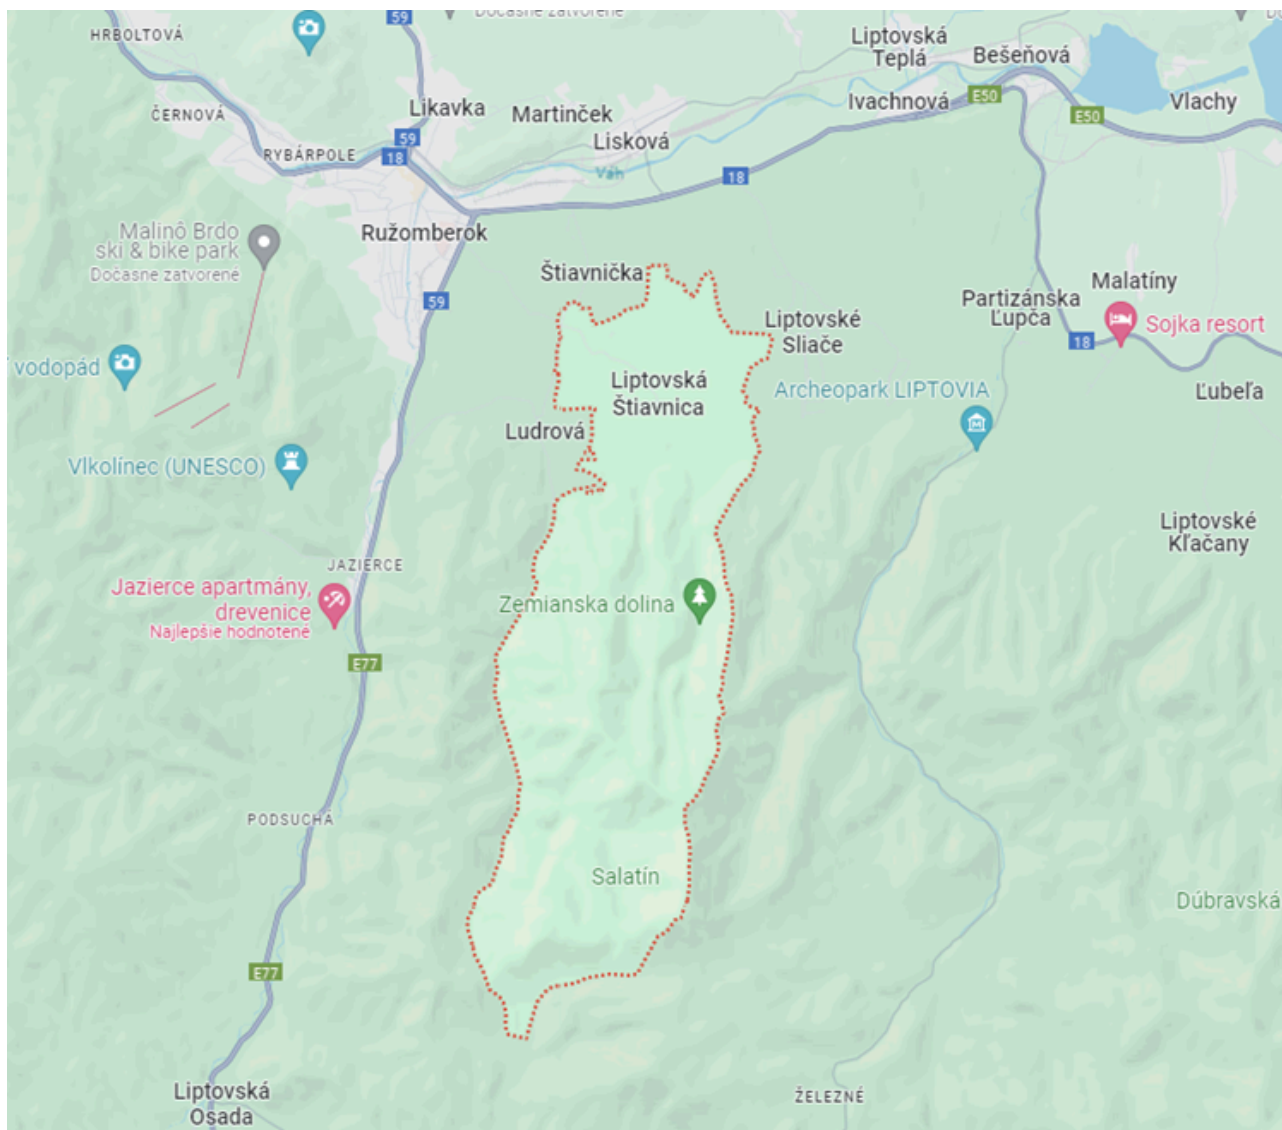 59
Dočasne zatvorené
HRBOLTOVÁ
Liptovská
Teplá
Bešeňová
E50
ČERNOVÁ
Likavka
Martinček
Ivachnová
Vlachy
E50
59
Lisková
RYBÁRPOLE
18
Váh
18
Malinô Brdo
ski & bike park
Dočasne zatvorené
Ružomberok
Štiavnička
59
Malatíny
Partizánska
Ľupča
Liptovské
Sliače
Sojka resort
18
vodopád
Liptovská
Štiavnica
Archeopark LIPTOVIA
Ľubeľa
Ludrová
Vlkolínec (UNESCO)
Liptovské
Kľačany
JAZIERCE
Jazierce apartmány,
drevenice
Najlepšie hodnotené
Zemianska dolina
E77
PODSUCHÁ
Salatín
Dúbravská
E77
Liptovská
Osada
ŽELEZNÉ